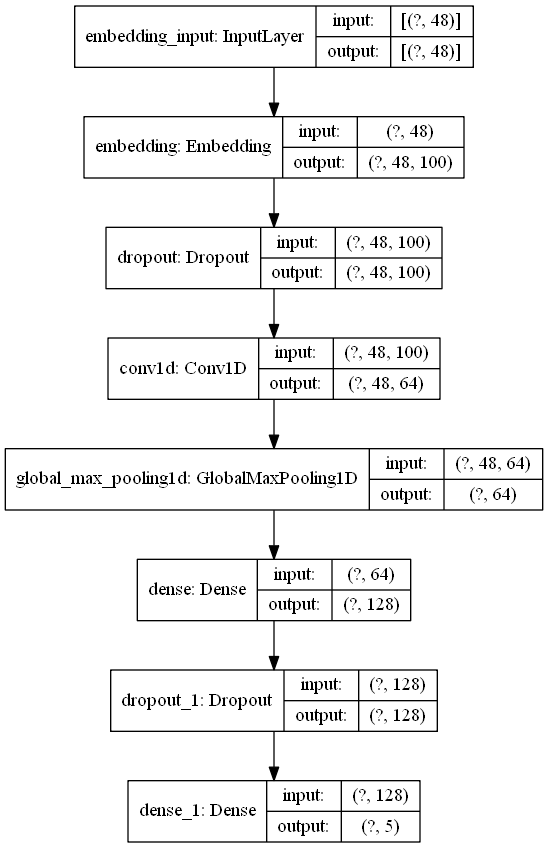 embedding_input: InputLayer
input: [(?, 48)]
output: [(?, 48)]
embedding: Embedding
input: (?, 48)
output: (?, 48, 100)
dropout: Dropout
input: (?, 48, 100)
output: (?, 48, 100)
conv1d: Conv1D
input: (?, 48, 100)
output: (?, 48, 64)
global_max_pooling1d: GlobalMaxPooling1D
input: (?, 48, 64)
output: (?, 64)
dense: Dense
input: (?, 64)
output: (?, 128)
dropout_1: Dropout
input: (?, 128)
output: (?, 128)
dense_1: Dense
input: (?, 128)
output: (?, 5)